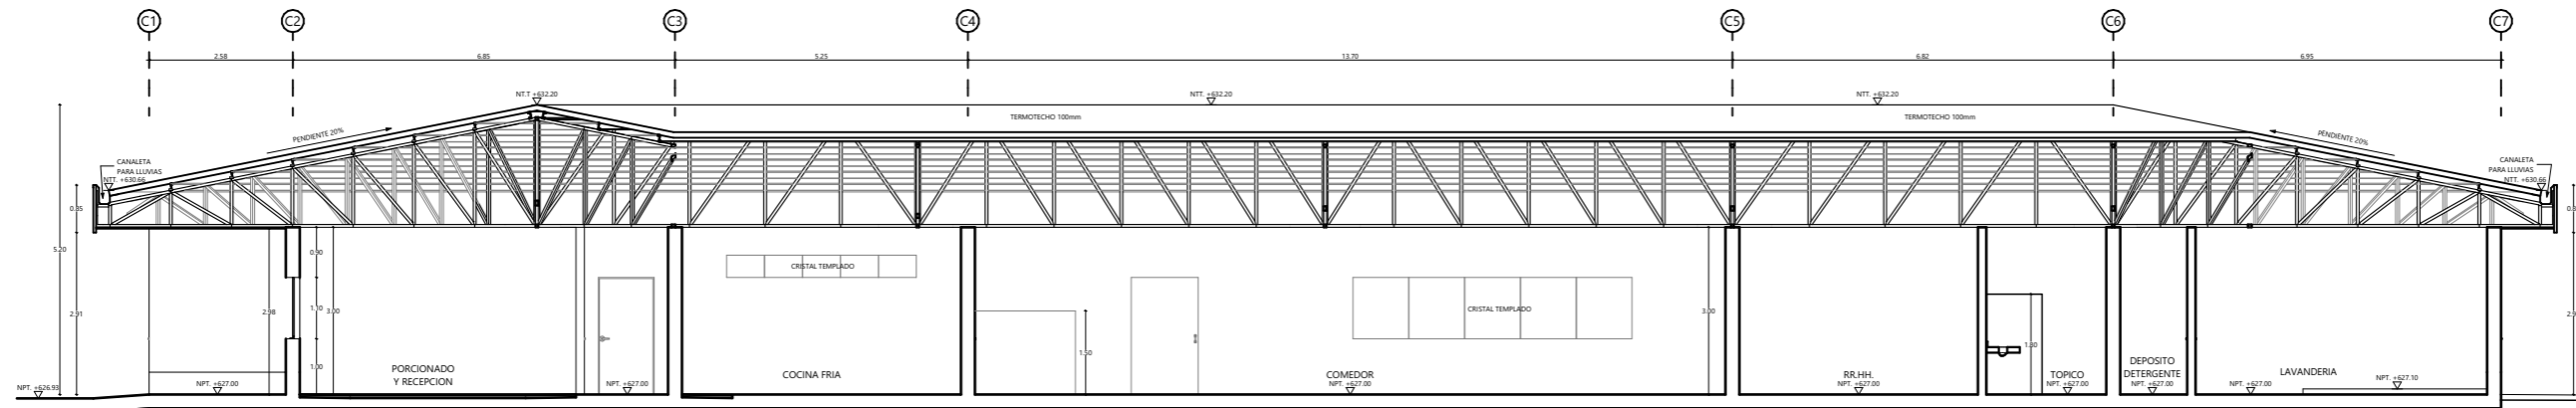 C1
C2
C3
C4
C5
C6
C7
2.58
6.85
5.25
13.70
6.82
6.95
NT.T +632.20
NTT. +632.20
NTT. +632.20
TERMOTECHO 100mm
TERMOTECHO 100mm
PENDIENTE 20%
PENDIENTE 20%
CANALETA
PARA LLUVIAS
NTT. +630.66
CANALETA
PARA LLUVIAS
NTT. +630.66
5.20
2.91
2.98
0.90
1.10
3.00
1.00
CRISTAL TEMPLADO
CRISTAL TEMPLADO
3.00
1.50
1.80
PORCIONADO
Y RECEPCION
COCINA FRIA
COMEDOR
NPT. +627.00
RR.HH.
NPT. +627.00
TOPICO
NPT. +627.00
DEPOSITO
DETERGENTE
NPT. +627.00
LAVANDERIA
NPT. +627.00
NPT. +627.10
NPT. +626.93
NPT. +627.00
NPT. +627.00